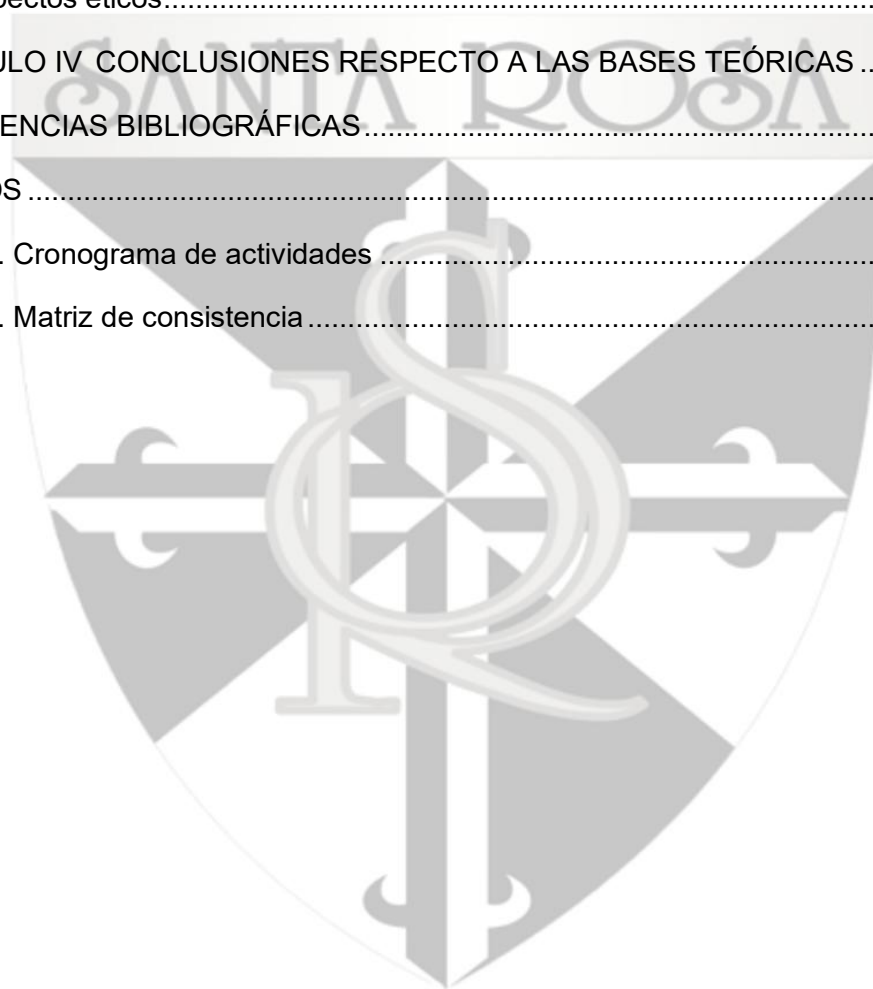 pectos éticos................................................................................................
ULO IV CONCLUSIONES RESPECTO A LAS BASES TEÓRICAS ..
SANTA ROSA
ENCIAS BIBLIOGRÁFICAS................................................................
OS ................................................................................................
. Cronograma de actividades ............................................................
. Matriz de consistencia ......................................................................
SR